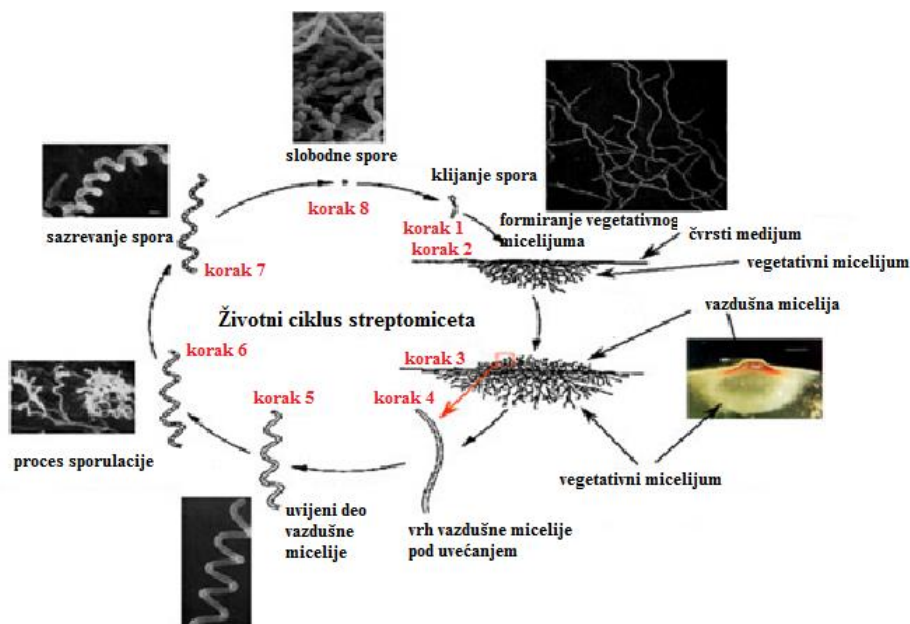 slobodne spore
klijanje spora
korak 8
korak 1
formiranje vegetativnog
micelijuma
korak 2
čvrsti medijum
vegetativni micelijum
sazrevanje spora
korak 7
Životni ciklus streptomiceta
vazdušna micelija
korak 6
korak 3
korak 5
korak 4
proces sporulacije
vegetativni micelijum
uvijeni deo
vazdušne
micelije
vrh vazdušne micelije
pod uvećanjem